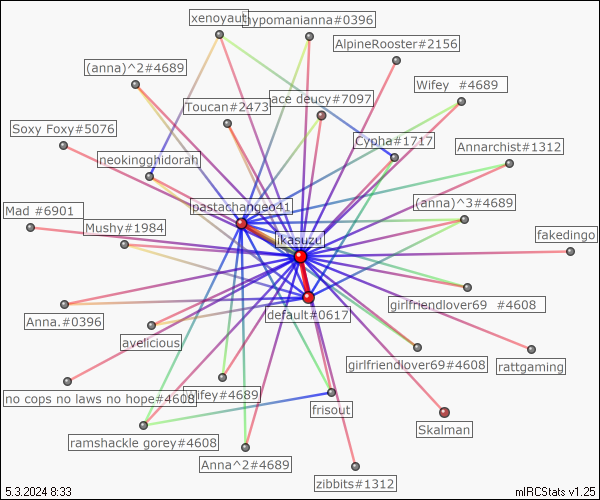 xenoyaut
hypomanianna#0396
AlpineRooster#2156
(anna)^2#4689
Wifey  #4689
ace deucy#7097
Toucan#2473
Soxy Foxy#5076
Cypha#1717
Annarchist#1312
neokingghidorah
(anna)^3#4689
pastachangeo41
Mad #6901
Mushy#1984
fakedingo
kasuzu
girlfriendlover69  #4608
default#0617
Anna.#0396
avelicious
girlfriendlover69#4608
rattgaming
no cops no laws no hope#4608
Wifey#4689
frisout
Skalman
ramshackle gorey#4608
Anna^2#4689
zibbits#1312
5.3.2024 8:33
mIRCStats v1.25